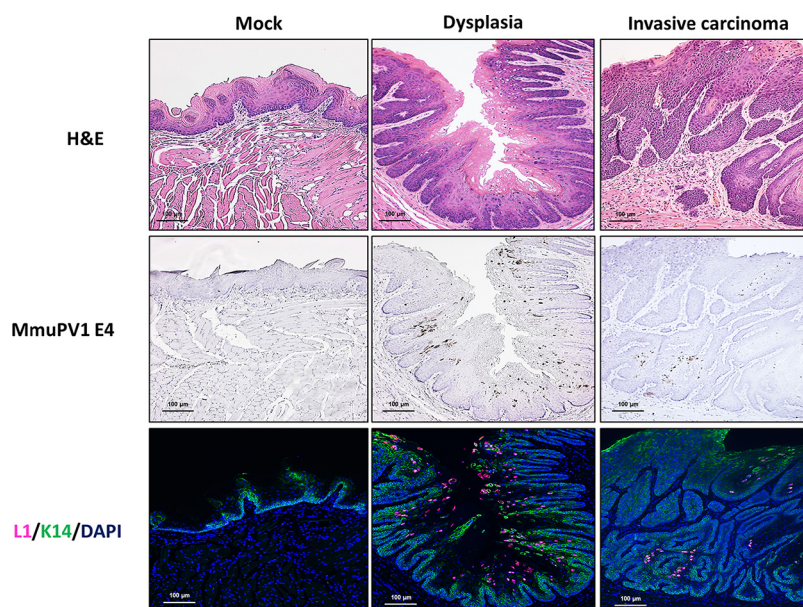 Mock Dysplasia Invasive carcinoma
H&E
100 µm 100 µm 100 µm
MmuPV1 E4
100 µm 100 µm 100 µm
L1/K14/DAPI
100 µm 100 µm 100 µm